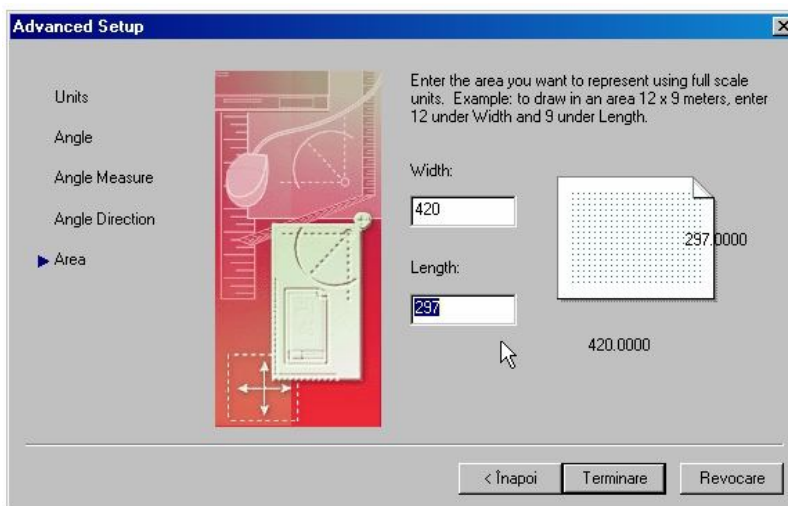 Advanced Setup
Units
Angle
Angle Measure
Angle Direction
Area
Enter the area you want to represent using full scale
units. Example: to draw in an area 12 x 9 meters, enter
12 under Width and 9 under Length.
Width:
420
Length:
297
297.0000
420.0000
< Înapoi
Terminare
Revocare